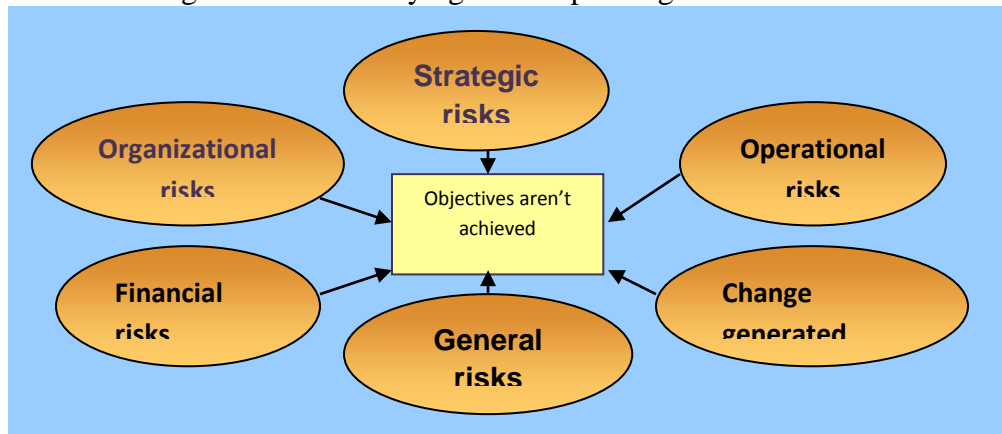 Strategic
risks
Organizational
risks
Operational
risks
Objectives aren't
achieved
Financial
risks
Change
generated
General
risks